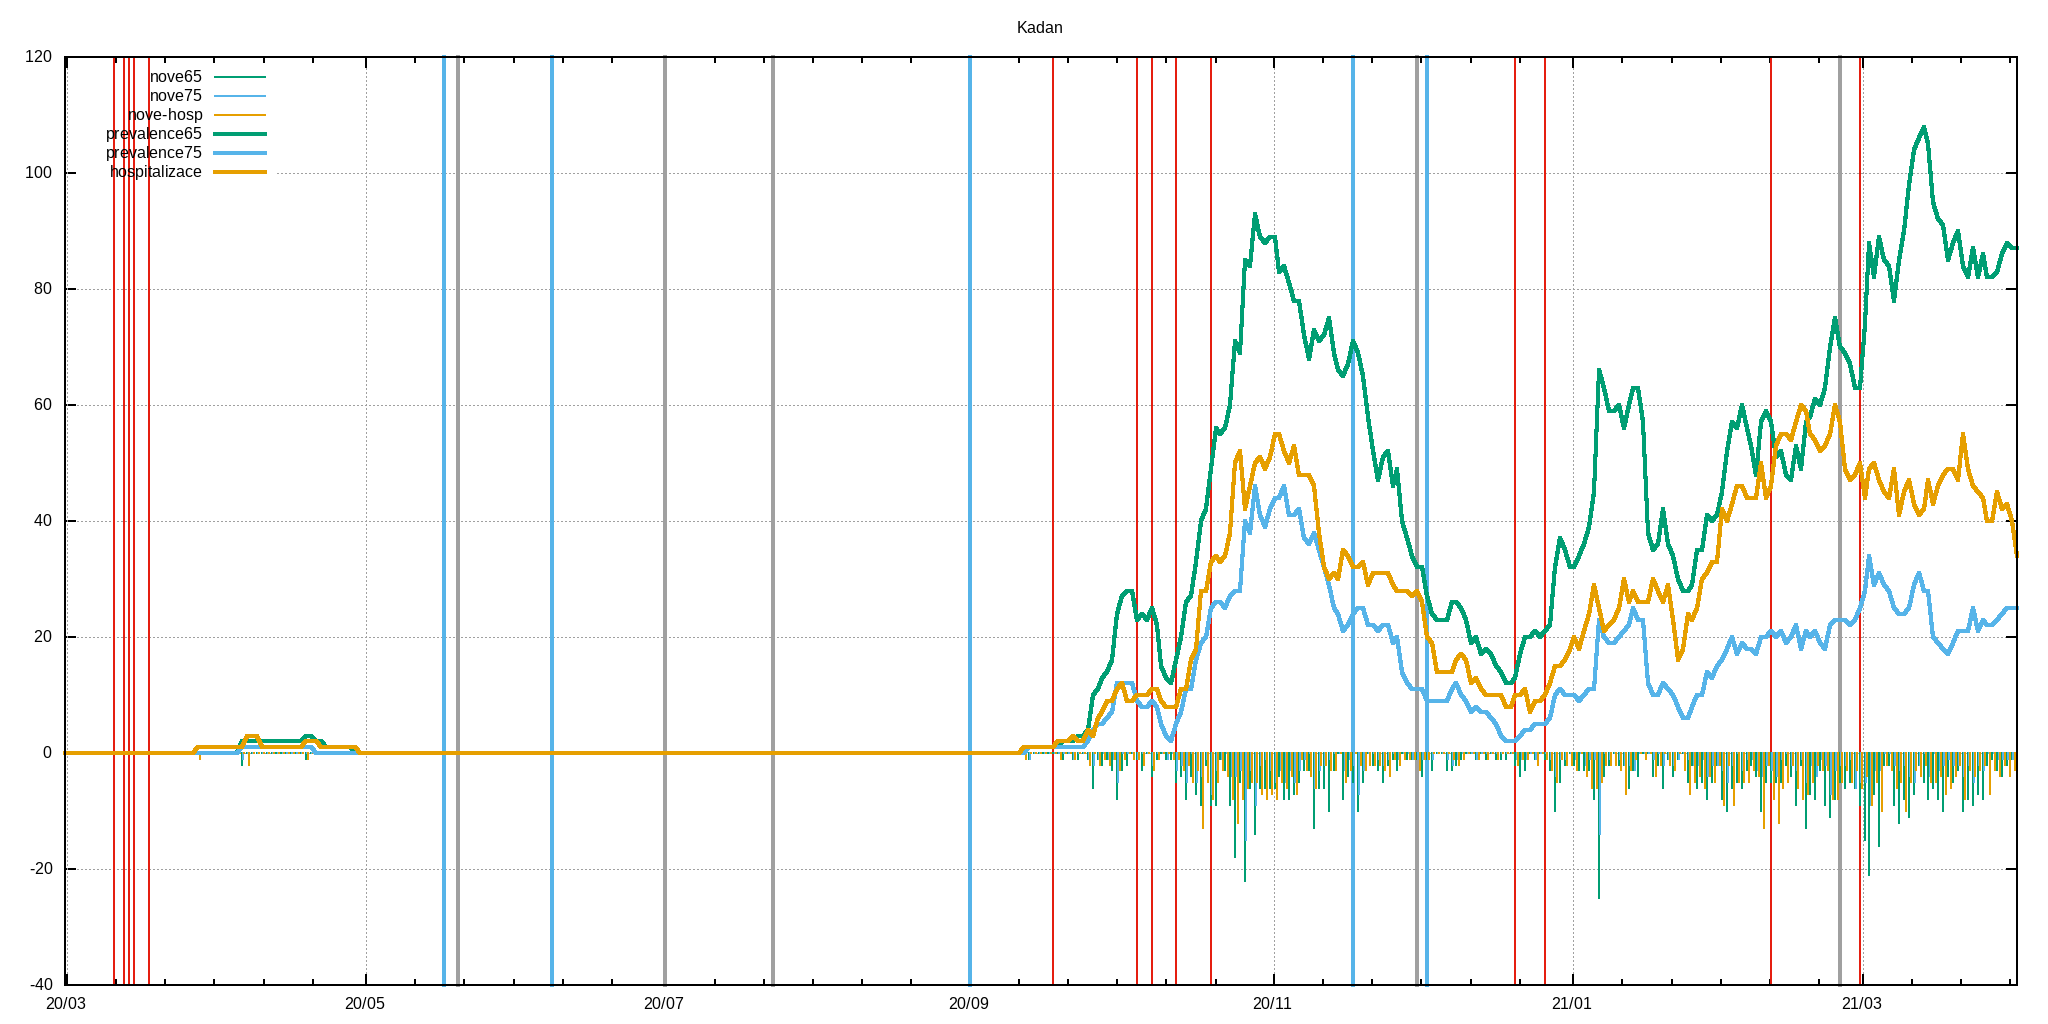 Kadan
120
nove65
nove75
nove-hosp
prevalence65
prevalence75
hospitalizace
100
80
60
40
20
0
-20
-40
20/03 20/05 20/07 20/09 20/11 21/01 21/03